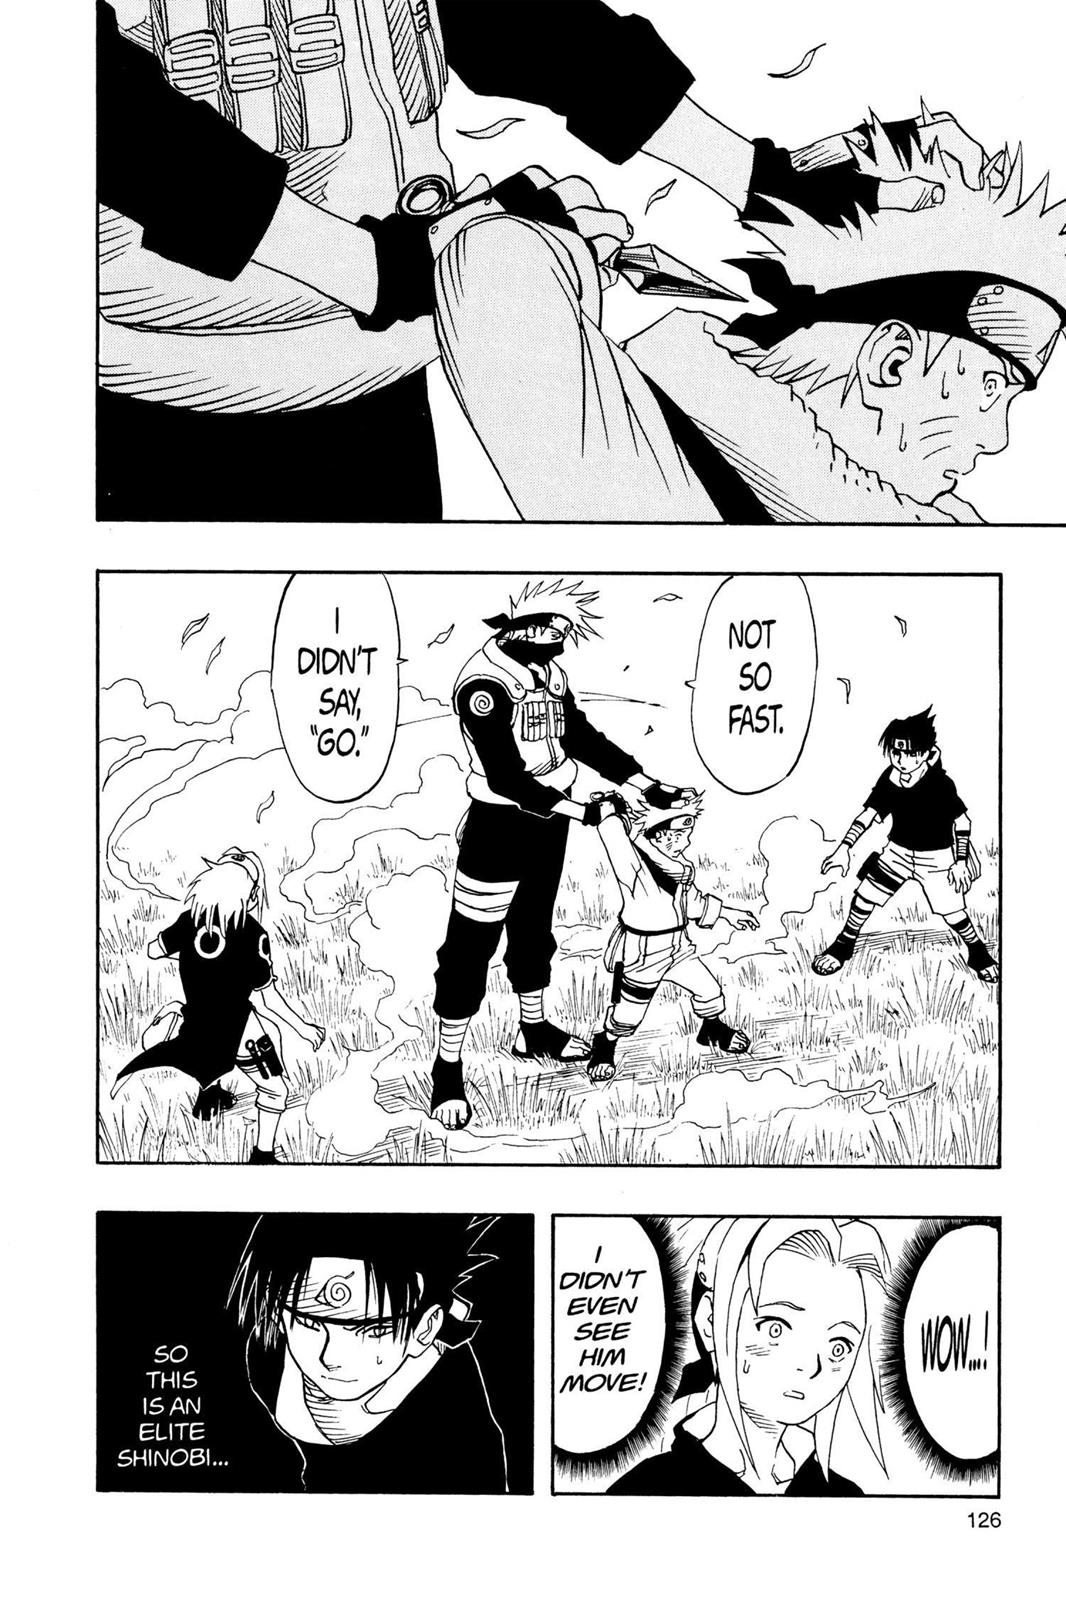 NOT
SO
FAST.
I
DIDN'T
SAY,
"GO."
WOW...!
I
DIDN'T
EVEN
SEE
HIM
MOVE!
SO
THIS
IS AN
ELITE
SHINOBI...
126